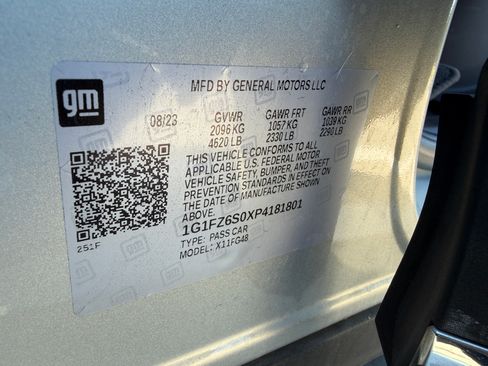 gm
MFD BY GENERAL MOTORS LLC
08/23 GVWR GAWR FRT GAWR RR
2096 KG 1057 KG 1039 KG
4620 LB 2330 LB 2290 LB
THIS VEHICLE CONFORMS TO ALL
APPLICABLE U.S. FEDERAL MOTOR
VEHICLE SAFETY, BUMPER, AND THEFT
PREVENTION STANDARDS IN EFFECT
ON THE DATE OF MANUFACTURE SHOWN
ABOVE.
1G1FZ6S0XP4181801
TYPE: PASS CAR
MODEL: X11FG48
251F